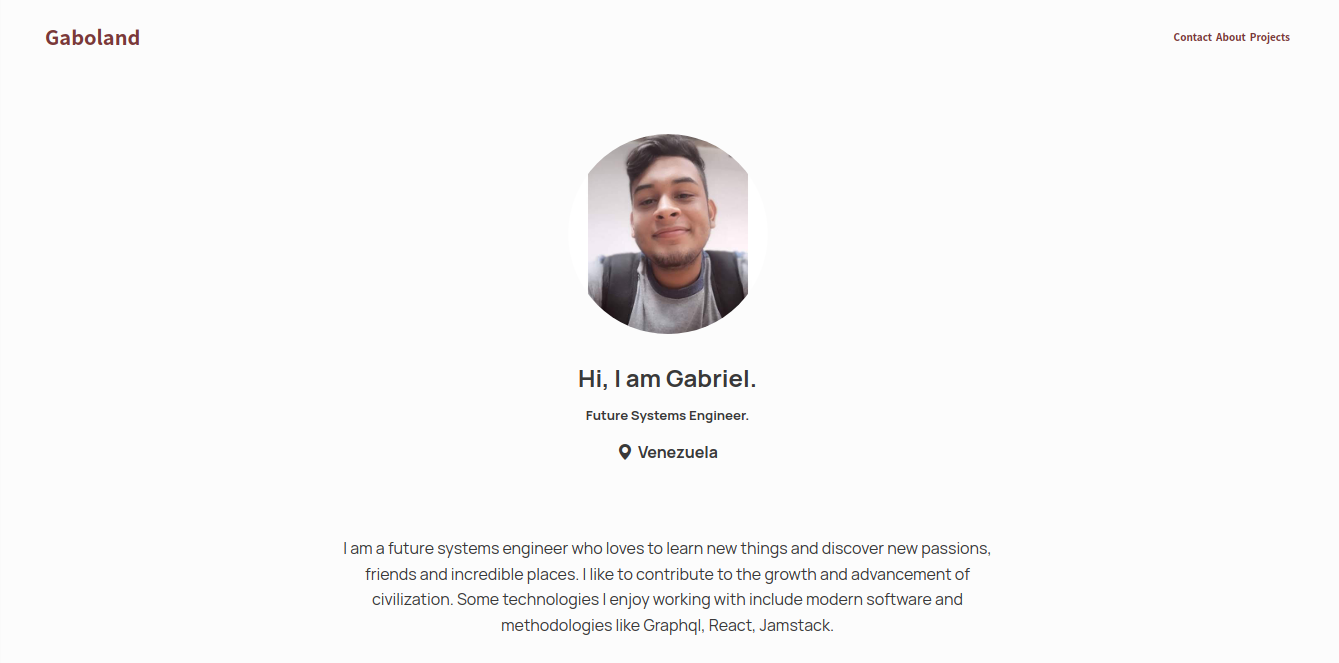 Gaboland
Contact About Projects
Hi, I am Gabriel.
Future Systems Engineer.
Venezuela
I am a future systems engineer who loves to learn new things and discover new passions,
friends and incredible places. I like to contribute to the growth and advancement of
civilization. Some technologies I enjoy working with include modern software and
methodologies like Graphql, React, Jamstack.